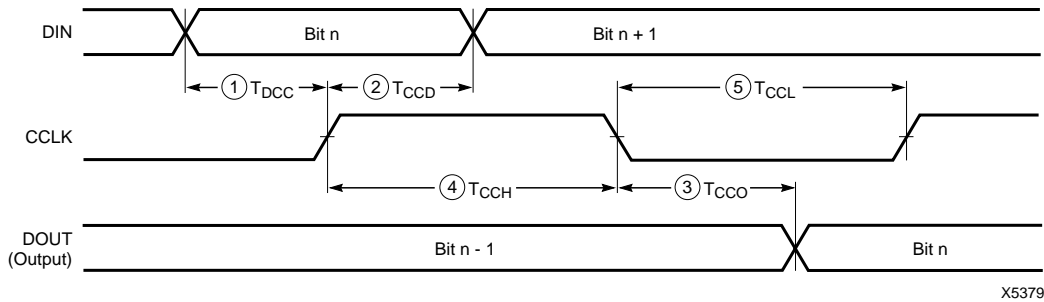 DIN
Bit n
Bit n + 1
1 TDCC
2 TCCD
5 TCCL
CCLK
4 TCCH
3 TCCO
DOUT
(Output)
Bit n - 1
Bit n
X5379